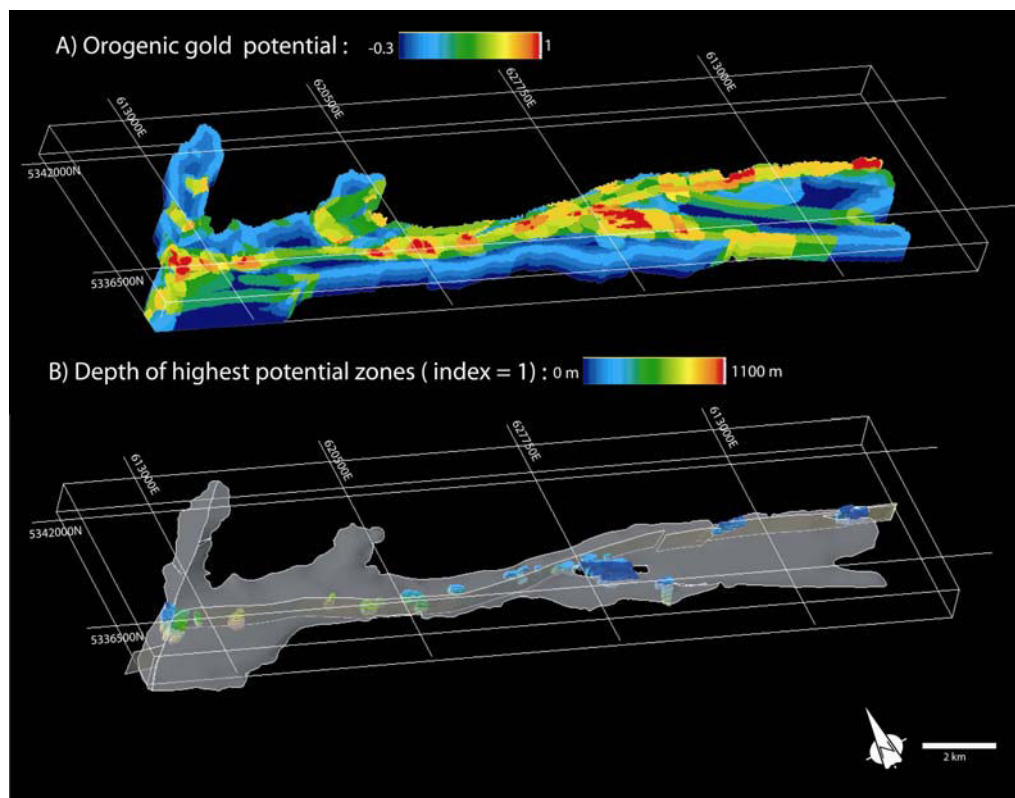 A) Orogenic gold potential : -0.3 1
613000E
620500E
627750E
613000E
5342000N
5336500N
B) Depth of highest potential zones ( index = 1) : 0 m 1100 m
613000E
620500E
627750E
613000E
5342000N
5336500N
2 km